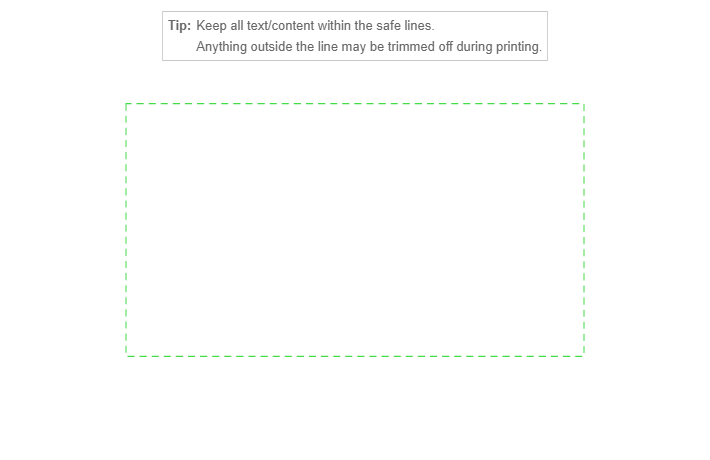 Tip: Keep all text/content within the safe lines.
Anything outside the line may be trimmed off during printing.